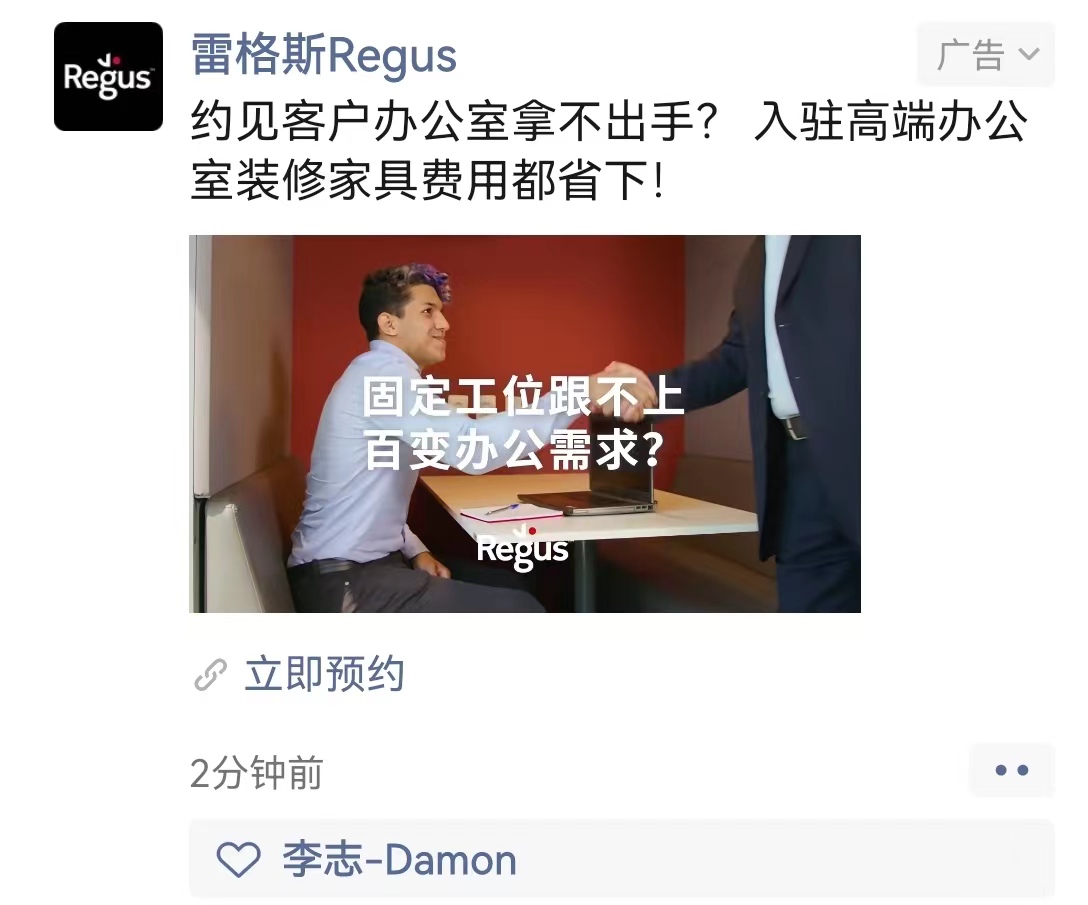 Regus
雷格斯Regus
广告
约见客户办公室拿不出手? 入驻高端办公
室装修家具费用都省下!
固定工位跟不上
百变办公需求?
Regus
立即预约
2分钟前
李志-Damon